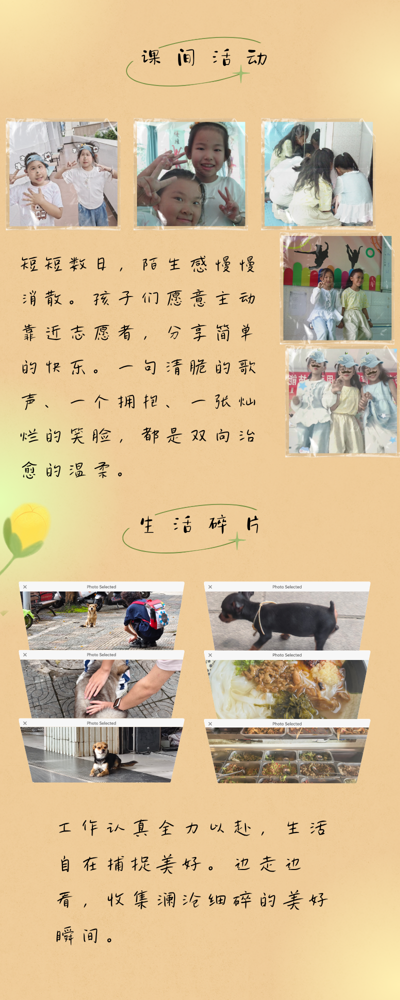 课间活动
短短数日，陌生感慢慢
消散。孩子们愿意主动
靠近志愿者，分享简单
的快乐。一句清脆的歌
声、一个拥抱、一张灿
烂的笑脸，都是双向治
愈的温柔。
生活碎片
Photo Selected
Photo Selected
Photo Selected
Photo Selected
Photo Selected
Photo Selected
工作认真全力以赴，生活
自在捕捉美好。边走边
看，收集澜沧细碎的美好
瞬间。